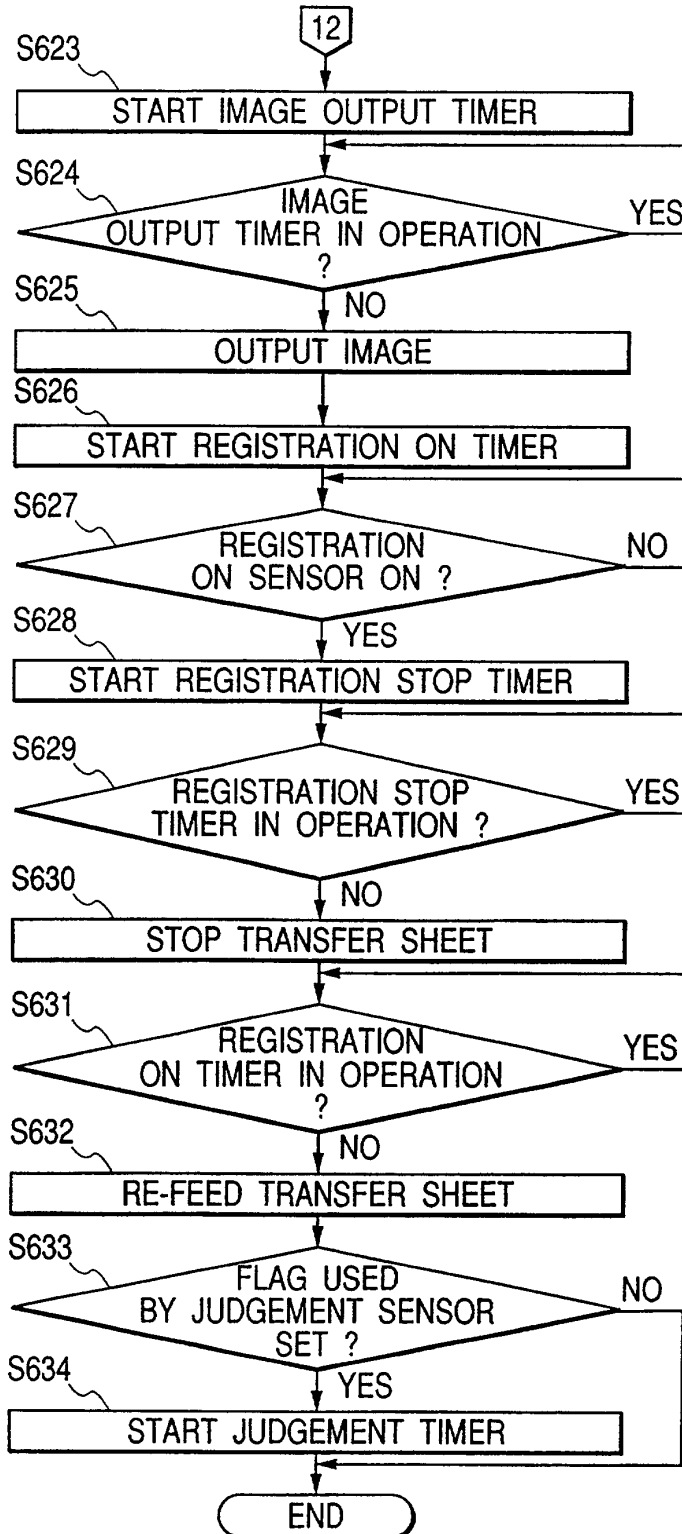 12
S623
START IMAGE OUTPUT TIMER
S624
IMAGE
OUTPUT TIMER IN OPERATION
?
YES
NO
S625
OUTPUT IMAGE
S626
START REGISTRATION ON TIMER
S627
REGISTRATION
ON SENSOR ON ?
NO
YES
S628
START REGISTRATION STOP TIMER
S629
REGISTRATION STOP
TIMER IN OPERATION ?
YES
NO
S630
STOP TRANSFER SHEET
S631
REGISTRATION
ON TIMER IN OPERATION
?
YES
NO
S632
RE-FEED TRANSFER SHEET
S633
FLAG USED
BY JUDGEMENT SENSOR
SET ?
NO
YES
S634
START JUDGEMENT TIMER
END